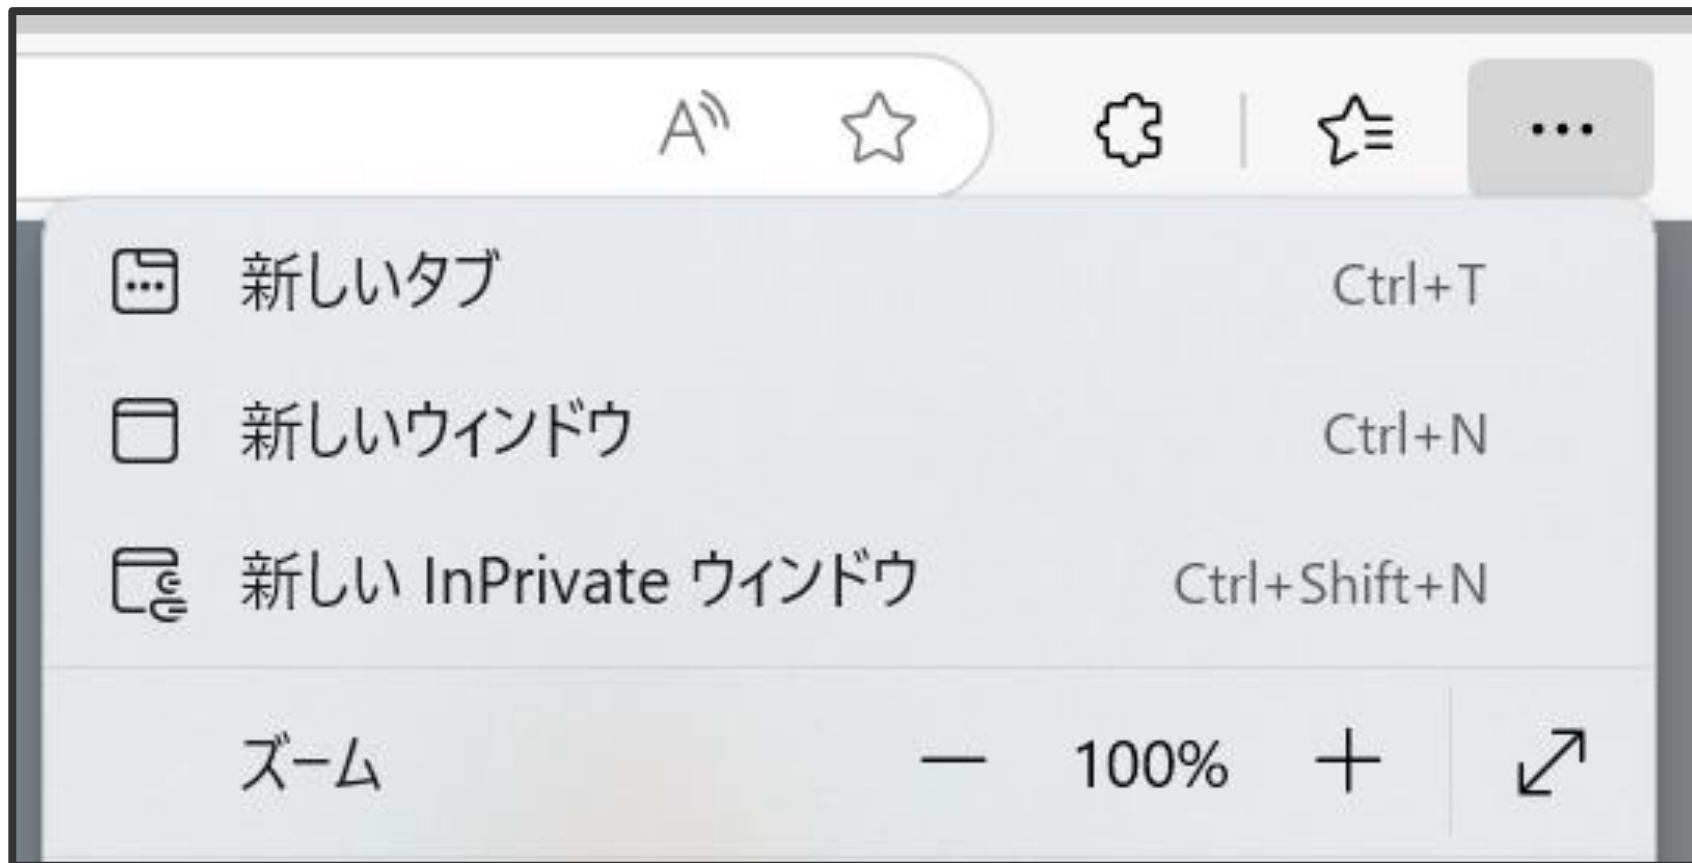 新しいタブ Ctrl+T
新しいウィンドウ Ctrl+N
新しい InPrivate ウィンドウ Ctrl+Shift+N
ズーム — 100% +